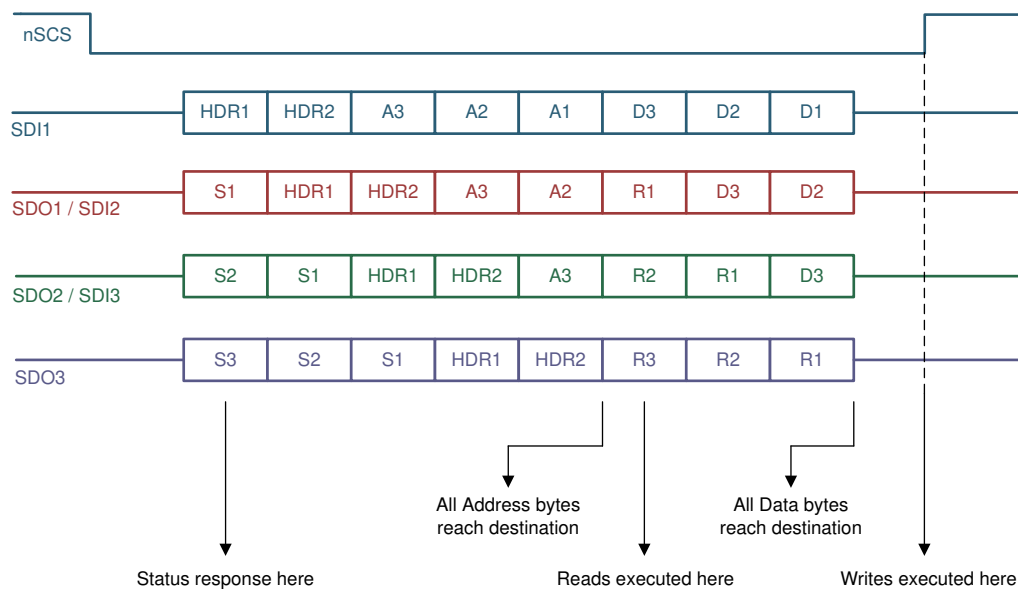 nSCS
HDR1 HDR2 A3 A2 A1 D3 D2 D1
SDI1
S1 HDR1 HDR2 A3 A2 R1 D3 D2
SDO1 / SDI2
S2 S1 HDR1 HDR2 A3 R2 R1 D3
SDO2 / SDI3
S3 S2 S1 HDR1 HDR2 R3 R2 R1
SDO3
All Address bytes
reach destination
All Data bytes
reach destination
Status response here
Reads executed here
Writes executed here